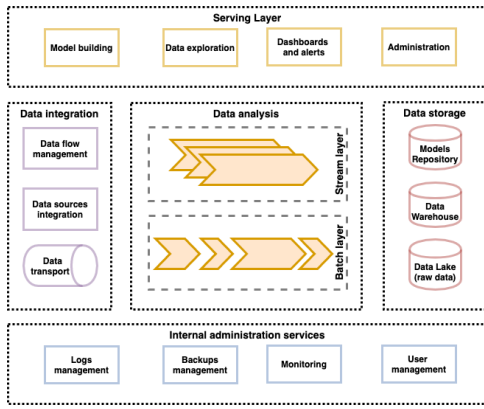 Serving Layer
Model building
Data exploration
Dashboards
and alerts
Administration
Data integration
Data flow
management
Data sources
integration
Data
transport
Data analysis
Stream layer
Batch layer
Data storage
Models
Repository
Data
Warehouse
Data Lake
(raw data)
Internal administration services
Logs
management
Backups
management
Monitoring
User
management